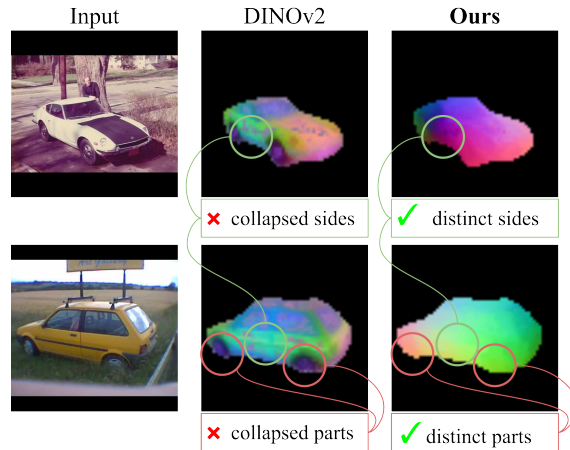 Input DINOv2 Ours
collapsed sides distinct sides
collapsed parts distinct parts